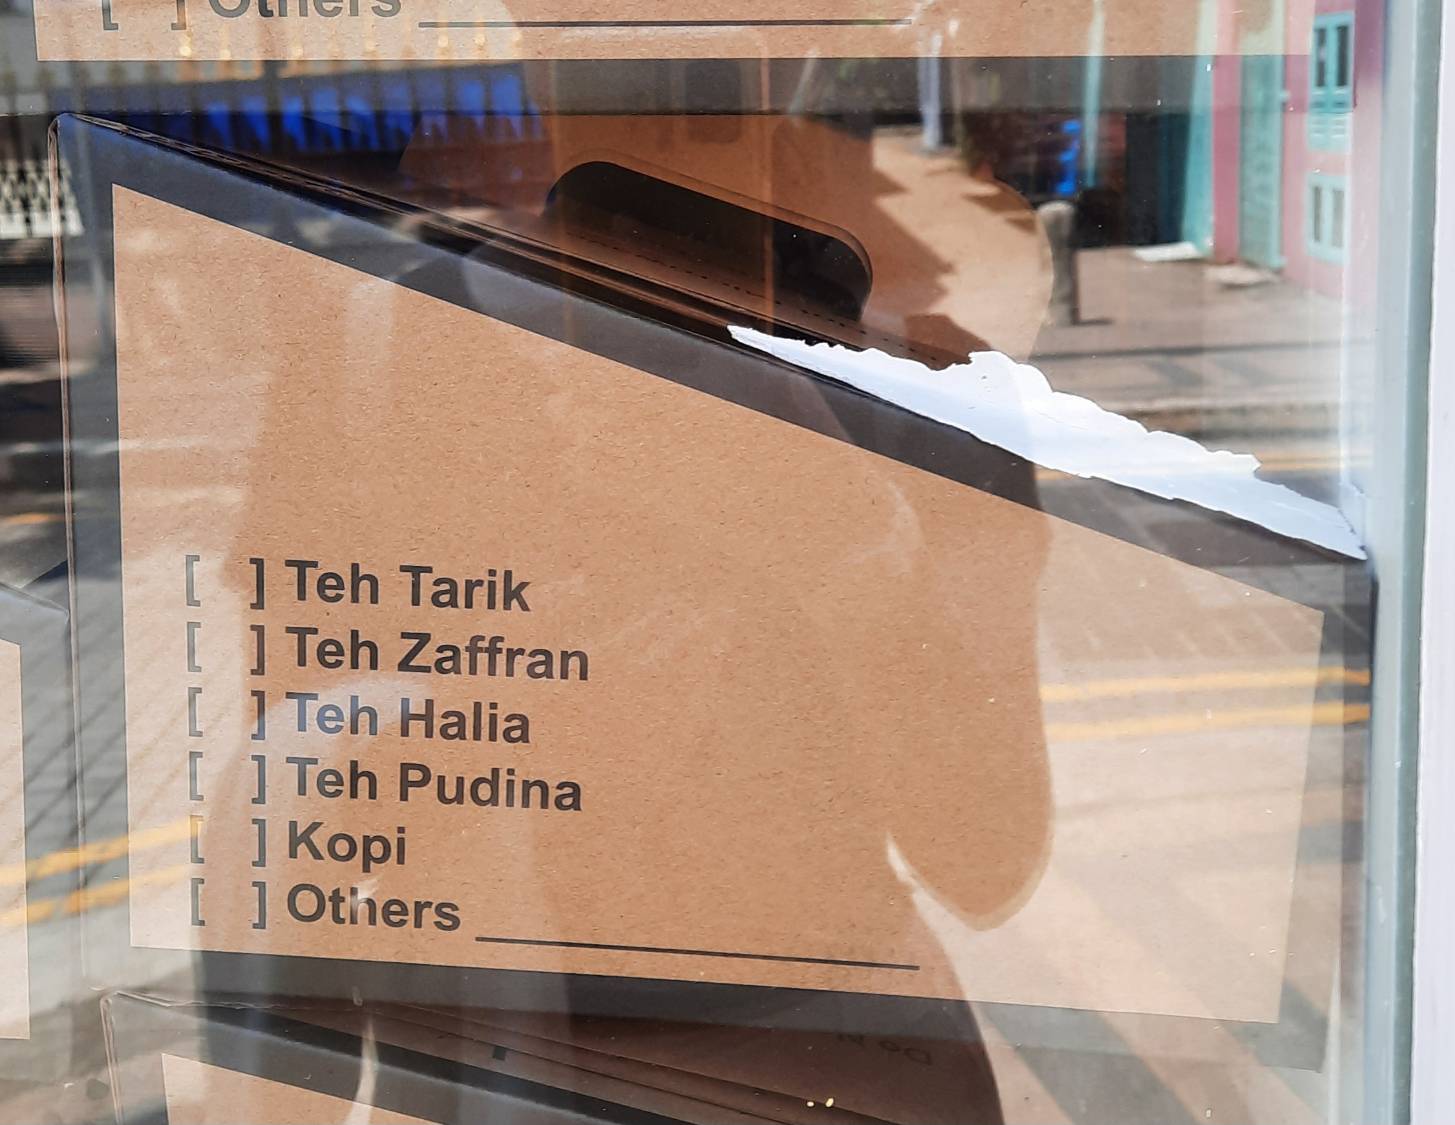 [ ] Others
[ ] Teh Tarik
[ ] Teh Zaffran
[ ] Teh Halia
[ ] Teh Pudina
[ ] Kopi
[ ] Others